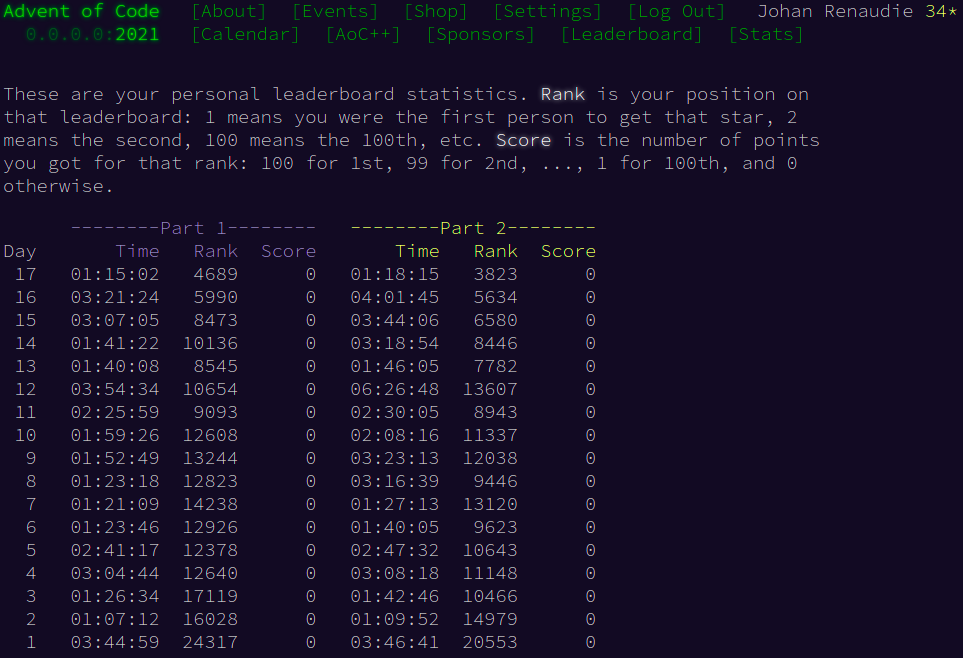 Advent of Code [About] [Events] [Shop] [Settings] [Log Out] Johan Renaudie 34*
0.0.0.0:2021 [Calendar] [AoC++] [Sponsors] [Leaderboard] [Stats]
These are your personal leaderboard statistics. Rank is your position on
that leaderboard: 1 means you were the first person to get that star, 2
means the second, 100 means the 100th, etc. Score is the number of points
you got for that rank: 100 for 1st, 99 for 2nd, ..., 1 for 100th, and 0
otherwise.
--------Part 1-------- --------Part 2--------
Day Time Rank Score Time Rank Score
17 01:15:02 4689 0 01:18:15 3823 0
16 03:21:24 5990 0 04:01:45 5634 0
15 03:07:05 8473 0 03:44:06 6580 0
14 01:41:22 10136 0 03:18:54 8446 0
13 01:40:08 8545 0 01:46:05 7782 0
12 03:54:34 10654 0 06:26:48 13607 0
11 02:25:59 9093 0 02:30:05 8943 0
10 01:59:26 12608 0 02:08:16 11337 0
9 01:52:49 13244 0 03:23:13 12038 0
8 01:23:18 12823 0 03:16:39 9446 0
7 01:21:09 14238 0 01:27:13 13120 0
6 01:23:46 12926 0 01:40:05 9623 0
5 02:41:17 12378 0 02:47:32 10643 0
4 03:04:44 12640 0 03:08:18 11148 0
3 01:26:34 17119 0 01:42:46 10466 0
2 01:07:12 16028 0 01:09:52 14979 0
1 03:44:59 24317 0 03:46:41 20553 0